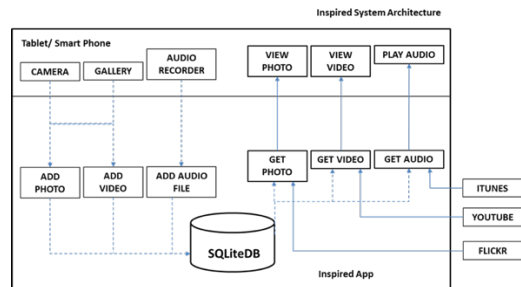 Inspired System Architecture
Tablet/ Smart Phone
CAMERA
GALLERY
AUDIO
RECORDER
VIEW
PHOTO
VIEW
VIDEO
PLAY AUDIO
ADD
PHOTO
ADD
VIDEO
ADD AUDIO
FILE
GET
PHOTO
GET VIDEO
GET AUDIO
ITUNES
YOUTUBE
FLICKR
SQLiteDB
Inspired App